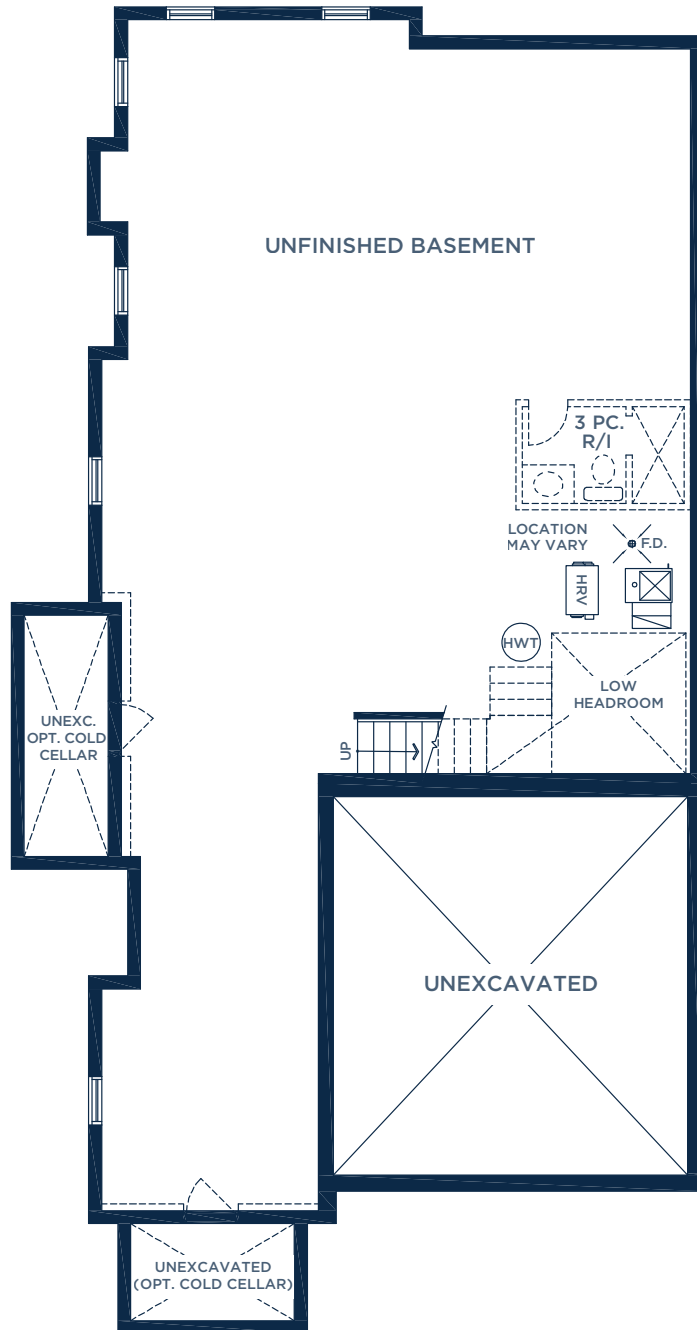 UNFINISHED BASEMENT
3 PC.
R/I
LOCATION
MAY VARY
F.D.
HRV
HWT
LOW
HEADROOM
UP
UNEXC.
OPT. COLD
CELLAR
UNEXCAVATED
UNEXCAVATED
(OPT. COLD CELLAR)